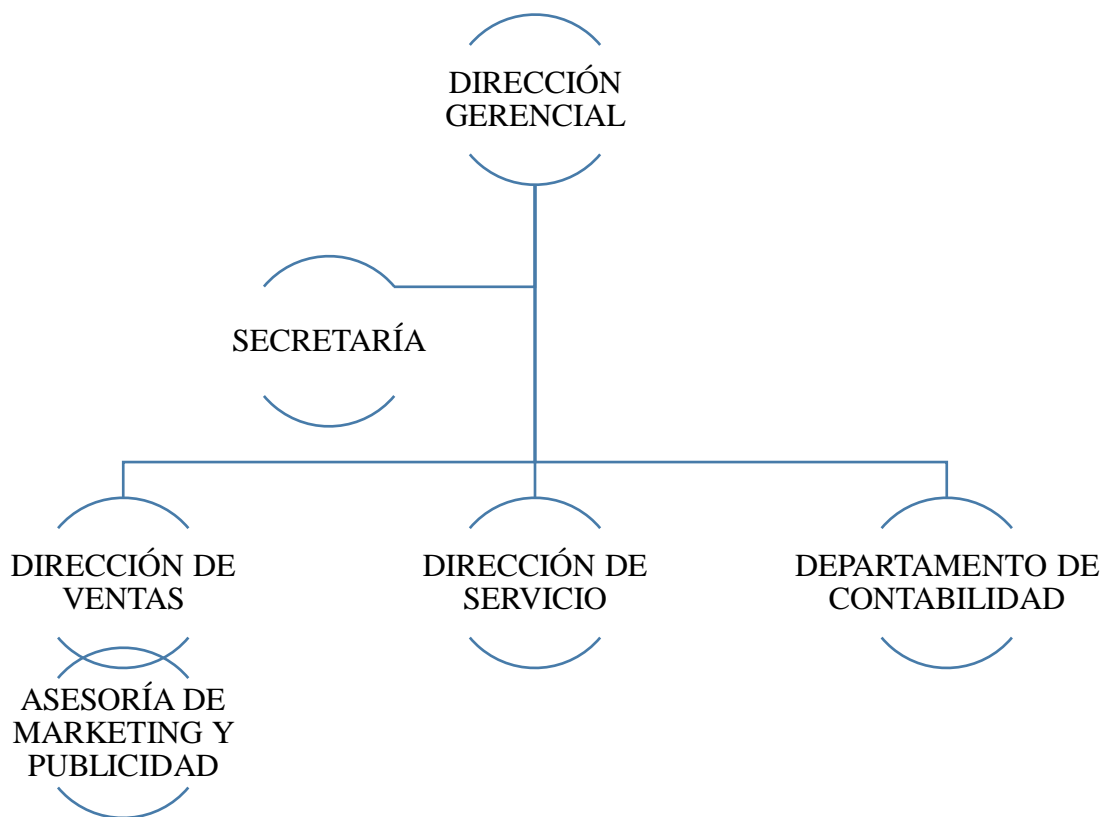 DIRECCIÓN
GERENCIAL
SECRETARÍA
DIRECCIÓN DE
VENTAS
DIRECCIÓN DE
SERVICIO
DEPARTAMENTO DE
CONTABILIDAD
ASESORÍA DE
MARKETING Y
PUBLICIDAD